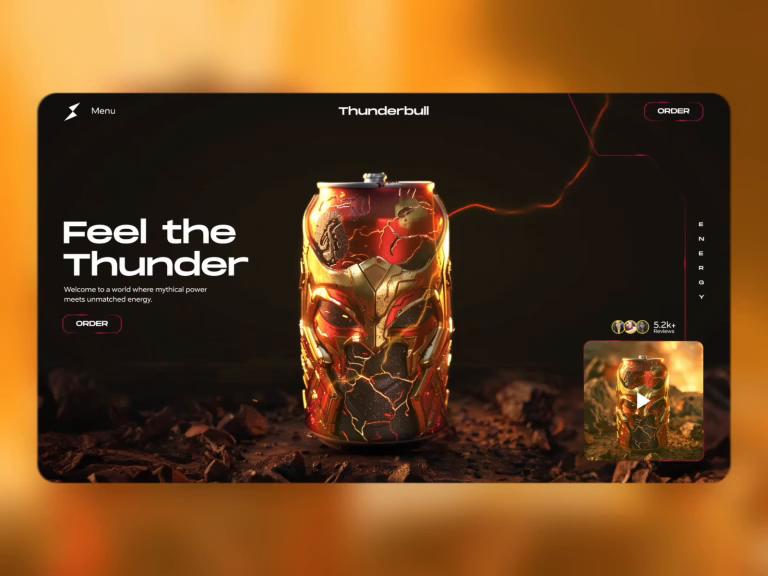 Menu
Thunderbull
ORDER
Feel the
Thunder
Welcome to a world where mythical power
meets unmatched energy.
ORDER
E
N
E
R
G
Y
5.2k+
Reviews